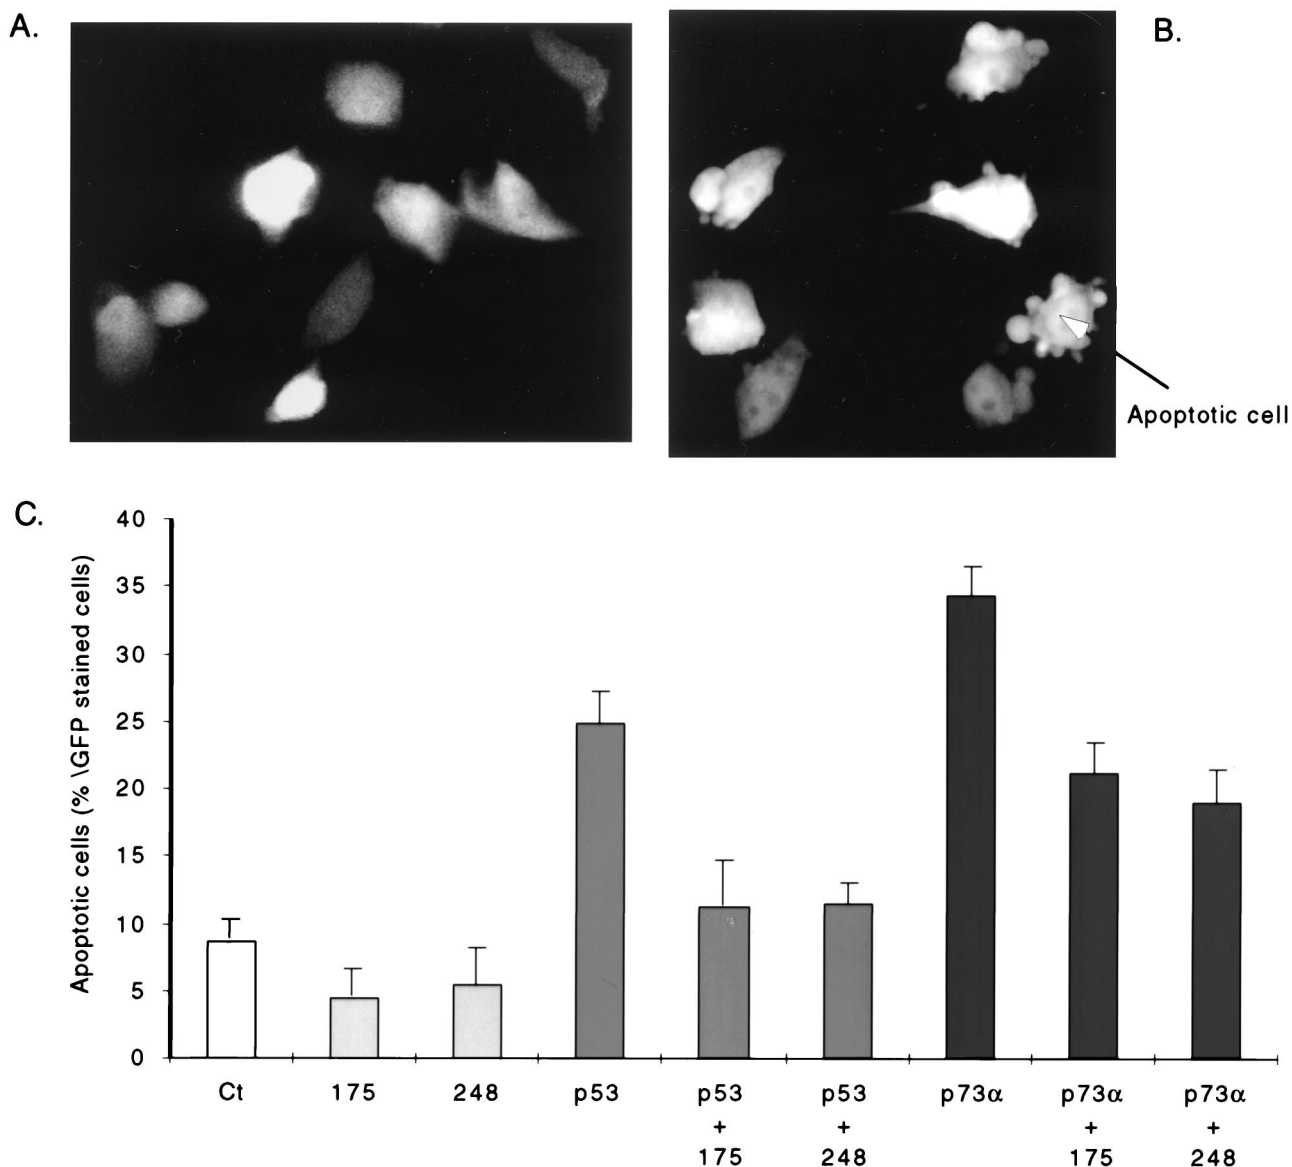 A.
B.
Apoptotic cell
C.
Apoptotic cells (% \GFP stained cells)
40
35
30
25
20
15
10
5
0
Ct 175 248 p53 p53 p53 p73α p73α p73α
+ + + +
175 248 175 248